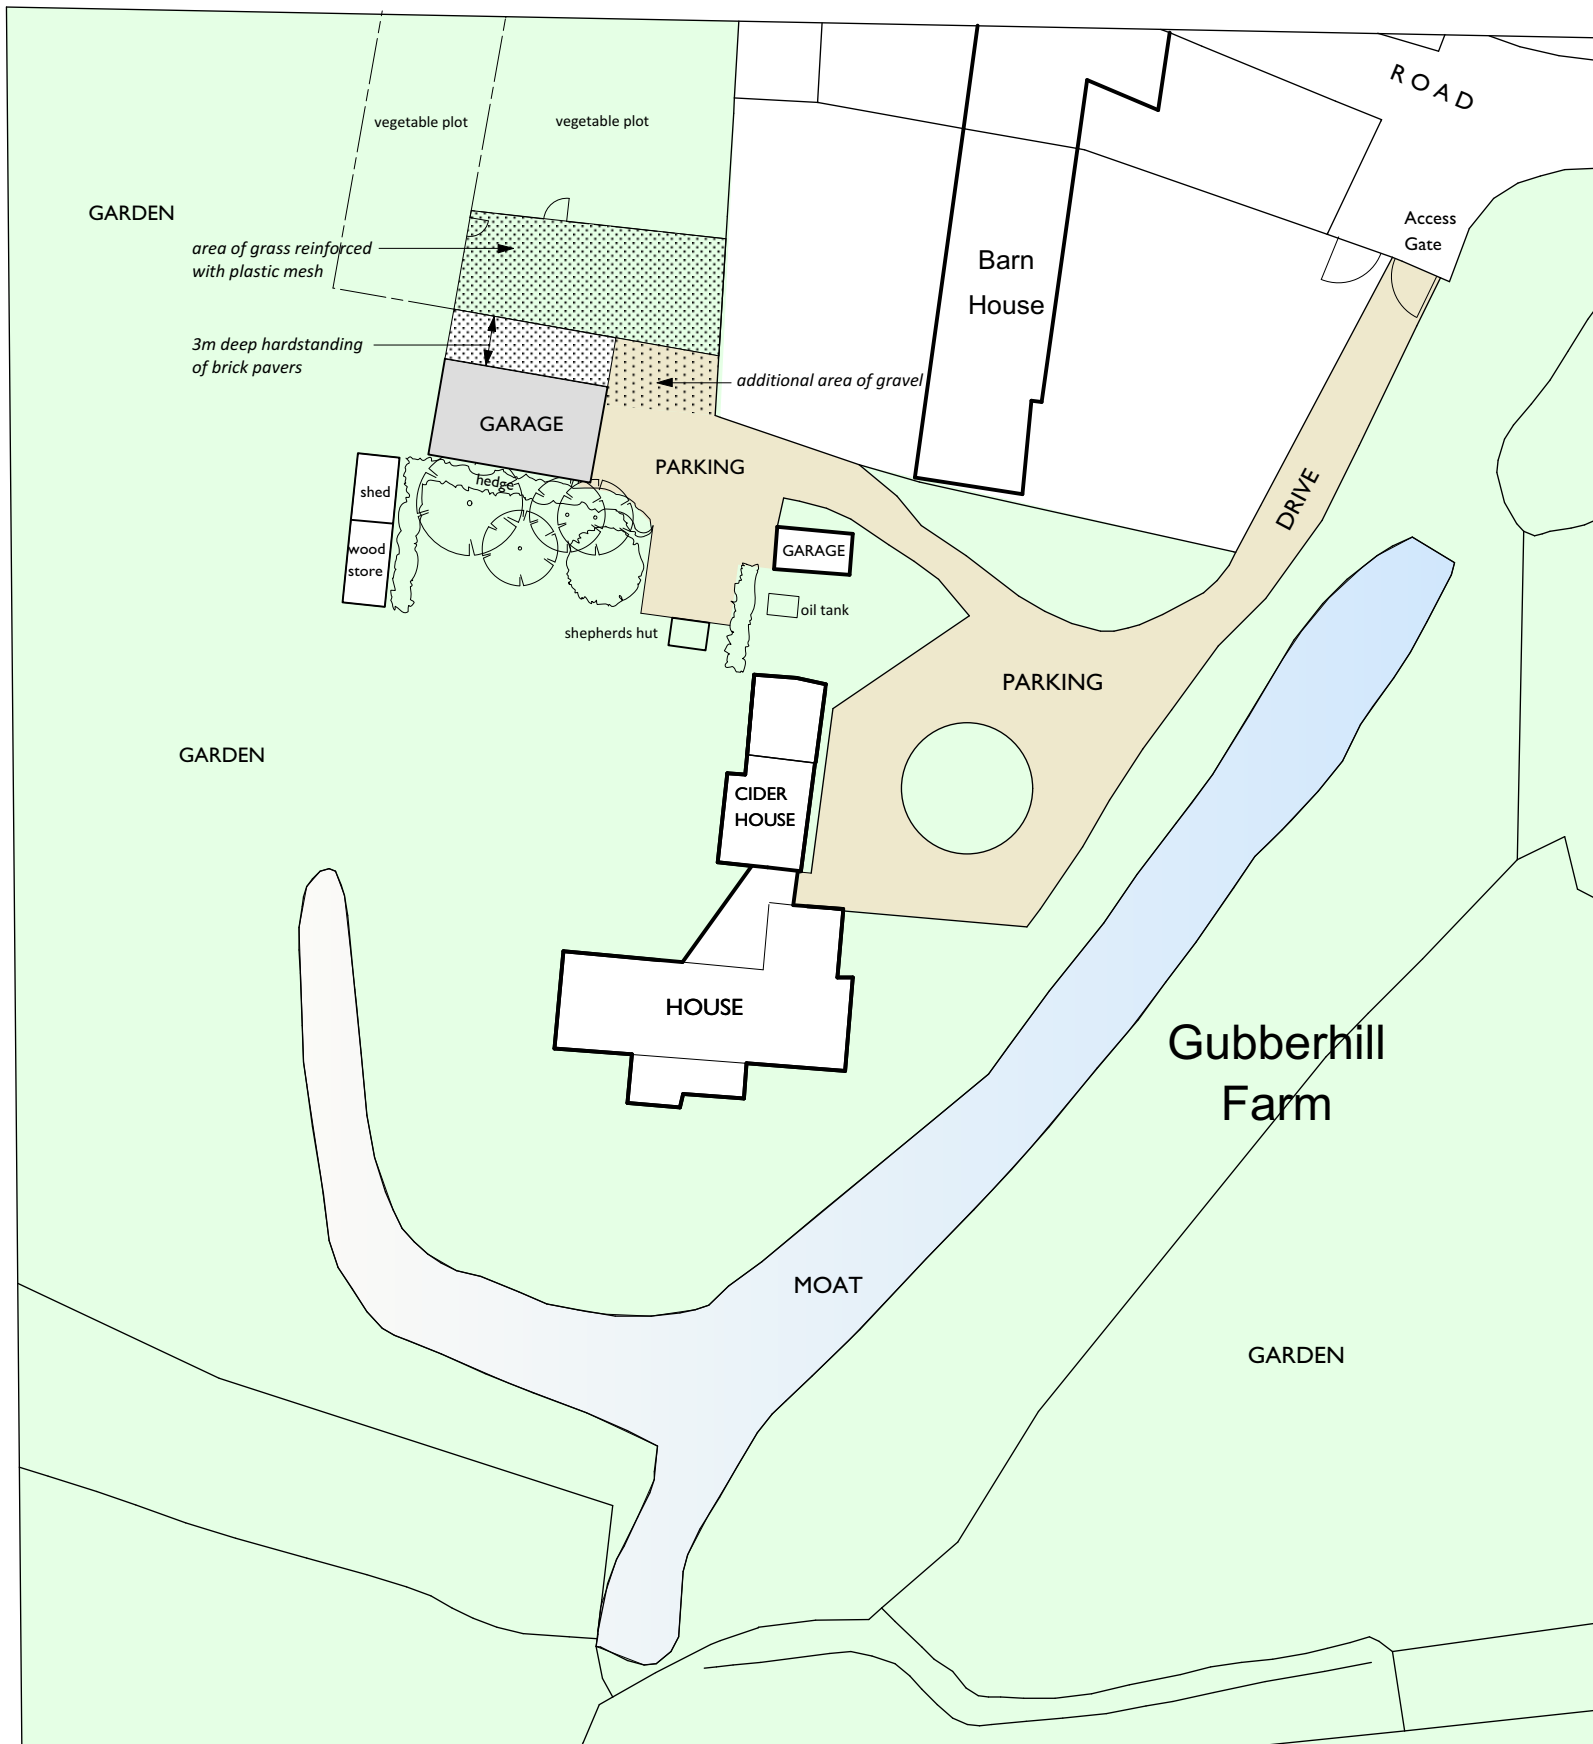 ROAD
vegetable plot
vegetable plot
GARDEN
Access
Gate
area of grass reinforced
with plastic mesh
Barn
House
3m deep hardstanding
of brick pavers
additional area of gravel
GARAGE
PARKING
hedge
shed
DRIVE
wood
store
GARAGE
oil tank
shepherds hut
PARKING
GARDEN
CIDER
HOUSE
HOUSE
Gubberhill
Farm
MOAT
GARDEN